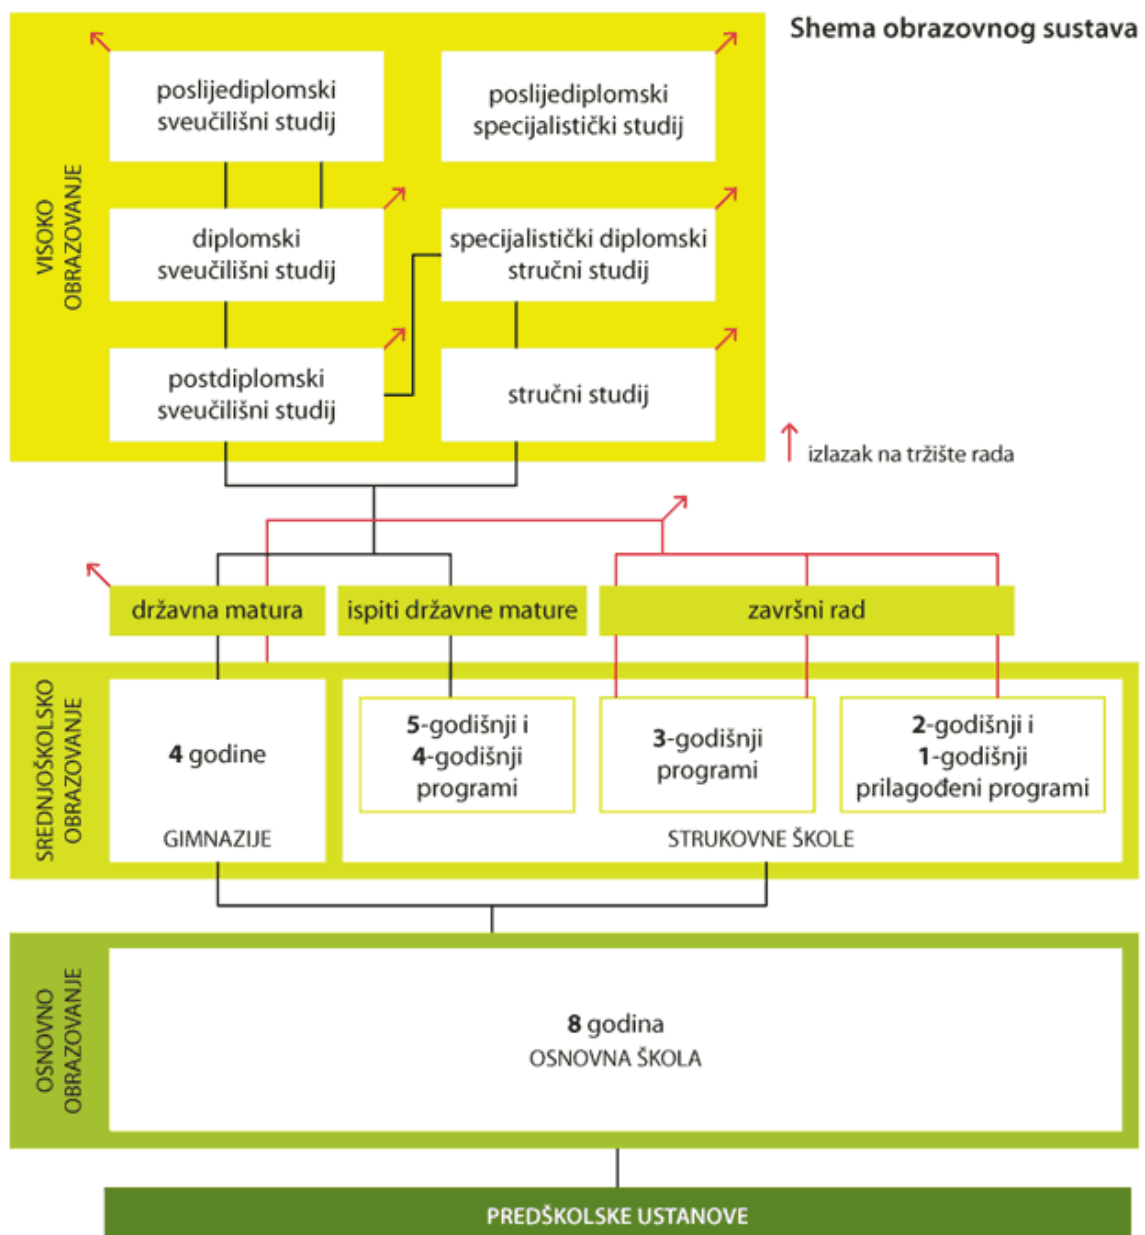 Shema obrazovnog sustava
VISOKO
OBRAZOVANJE
poslijediplomski
sveučilišni studij
poslijediplomski
specijalistički studij
diplomski
sveučilišni studij
specijalistički diplomski
stručni studij
postdiplomski
sveučilišni studij
stručni studij
izlazak na tržište rada
državna matura
ispiti državne mature
završni rad
SREDNJOŠKOLSKO
OBRAZOVANJE
4 godine
GIMNAZIJE
5-godišnji i
4-godišnji
programi
3-godišnji
programi
2-godišnji i
1-godišnji
prilagođeni programi
STRUKOVNE ŠKOLE
OSNOVNO
OBRAZOVANJE
8 godina
OSNOVNA ŠKOLA
PREDŠKOLSKE USTANOVE